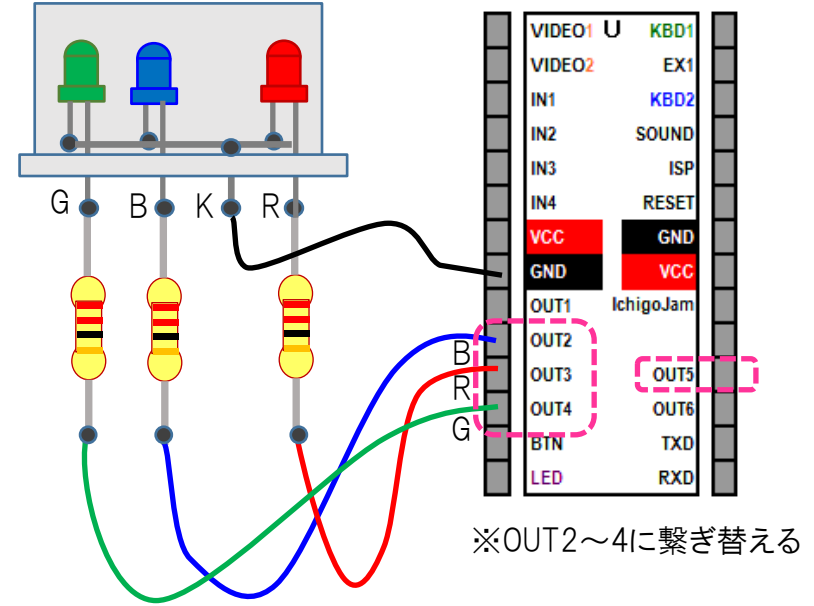 G B K R
VIDEO1 U KBD1
VIDEO2 EX1
IN1 KBD2
IN2 SOUND
IN3 ISP
IN4 RESET
VCC GND
GND VCC
OUT1 IchigoJam
OUT2
B
OUT3 OUT5
R
OUT4 OUT6
G
BTN TXD
LED RXD
※OUT2～4に繋ぎ替える